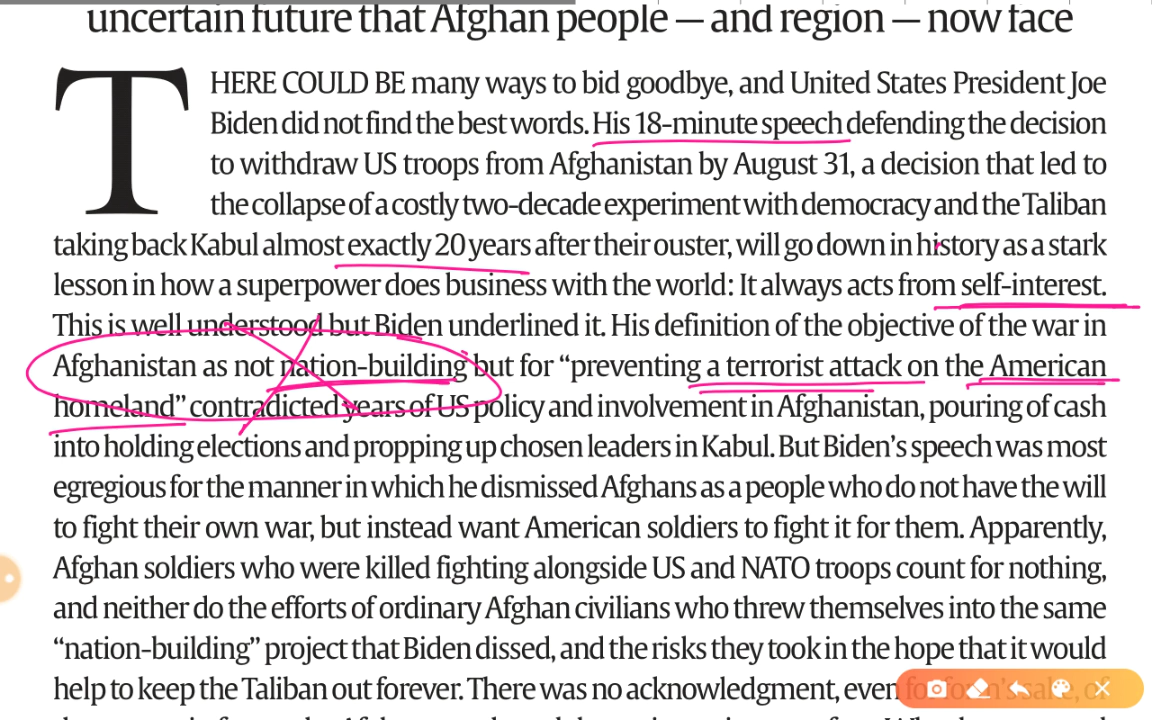 uncertain future that Afghan people — and region — now face
THERE COULD BE many ways to bid goodbye, and United States President Joe
Biden did not find the best words. His 18-minute speech defending the decision
to withdraw US troops from Afghanistan by August 31, a decision that led to
the collapse of a costly two-decade experiment with democracy and the Taliban
taking back Kabul almost exactly 20 years after their ouster, will go down in history as a stark
lesson in how a superpower does business with the world: It always acts from self-interest.
This is well understood but Biden underlined it. His definition of the objective of the war in
Afghanistan as not nation-building but for “preventing a terrorist attack on the American
homeland” contradicted years of US policy and involvement in Afghanistan, pouring of cash
into holding elections and propping up chosen leaders in Kabul. But Biden’s speech was most
egregious for the manner in which he dismissed Afghans as a people who do not have the will
to fight their own war, but instead want American soldiers to fight it for them. Apparently,
Afghan soldiers who were killed fighting alongside US and NATO troops count for nothing,
and neither do the efforts of ordinary Afghan civilians who threw themselves into the same
“nation-building” project that Biden dissed, and the risks they took in the hope that it would
help to keep the Taliban out forever. There was no acknowledgment, even for form’s sake, of